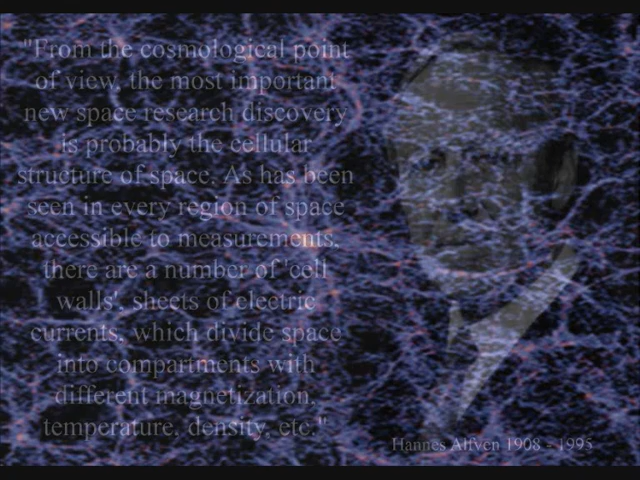 "From the cosmological point
of view, the most important
new space research discovery
is probably the cellular
structure of space. As has been
seen in every region of space
accessible to measurements,
there are a number of 'cell
walls', sheets of electric
currents, which divide space
into compartments with
different magnetization,
temperature, density, etc."
Hannes Alfven 1908 - 1995